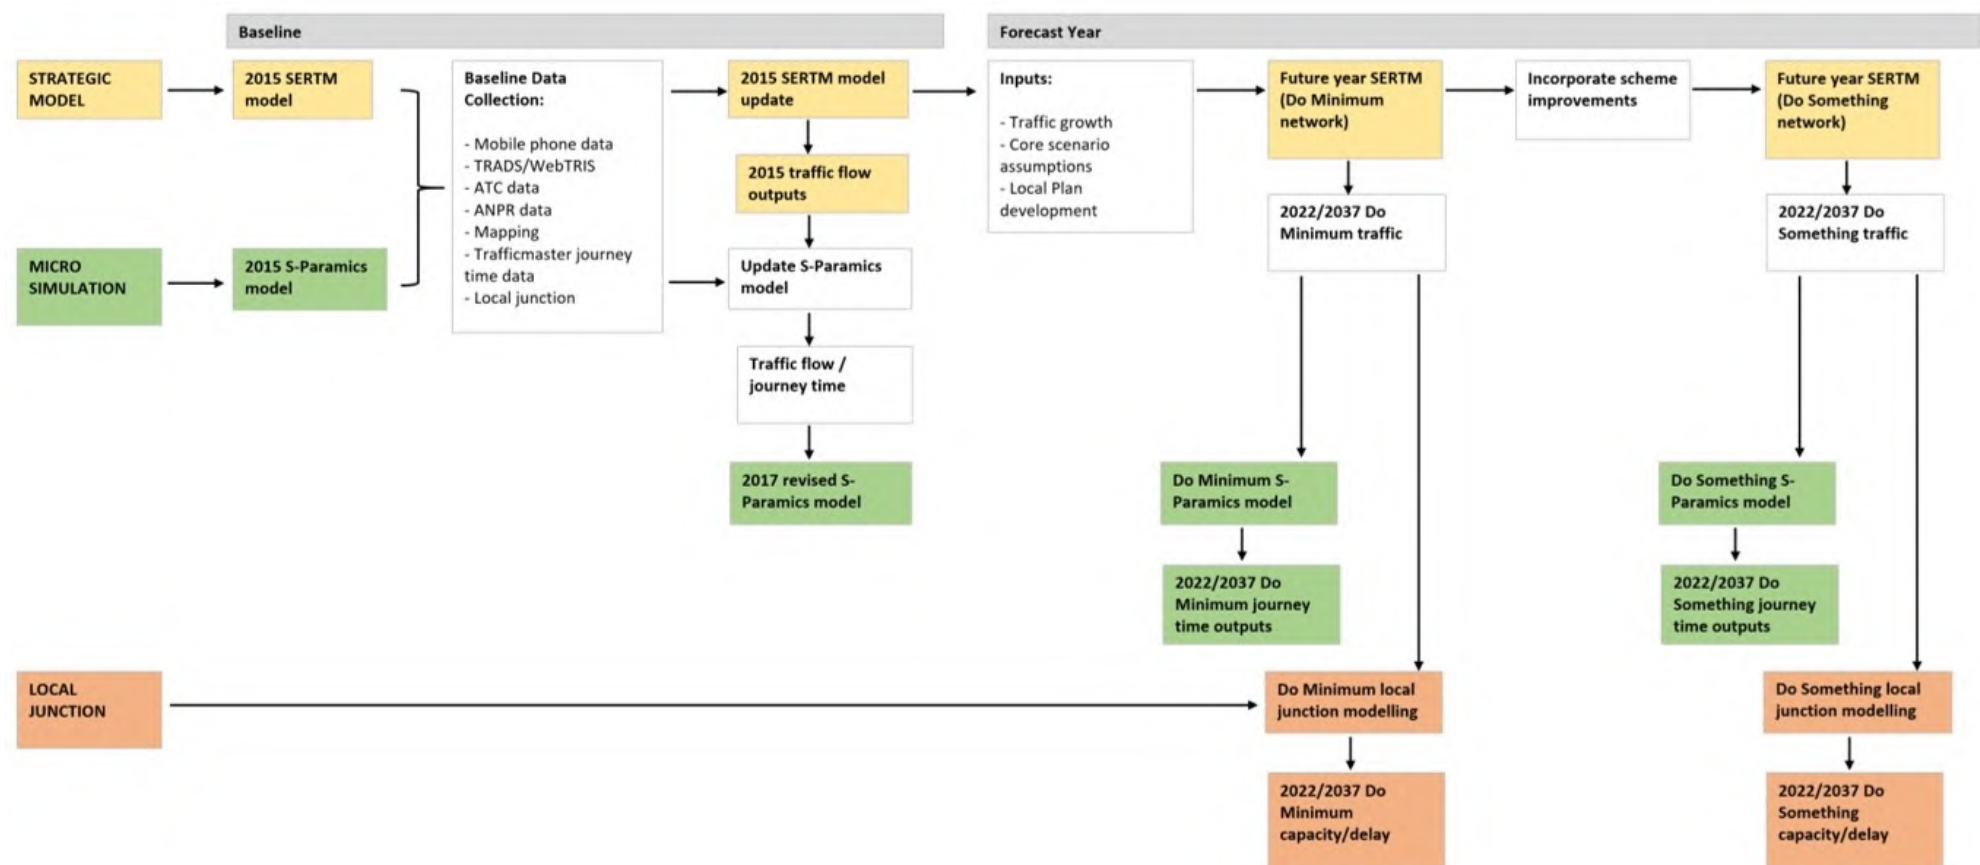 Baseline
Forecast Year
STRATEGIC
MODEL
2015 SERTM
model
Baseline Data
Collection:
- Mobile phone data
- TRADS/WebTRIS
- ATC data
- ANPR data
- Mapping
- Trafficmaster journey
time data
- Local junction
2015 SERTM model
update
2015 traffic flow
outputs
Inputs:
- Traffic growth
- Core scenario
assumptions
- Local Plan
development
Future year SERTM
(Do Minimum
network)
Incorporate scheme
improvements
Future year SERTM
(Do Something
network)
2022/2037 Do
Minimum traffic
2022/2037 Do
Something traffic
MICRO
SIMULATION
2015 S-Paramics
model
Update S-Paramics
model
Traffic flow /
journey time
2017 revised S-
Paramics model
Do Minimum S-
Paramics model
Do Something S-
Paramics model
2022/2037 Do
Minimum journey
time outputs
2022/2037 Do
Something journey
time outputs
LOCAL
JUNCTION
Do Minimum local
junction modelling
Do Something local
junction modelling
2022/2037 Do
Minimum
capacity/delay
2022/2037 Do
Something
capacity/delay